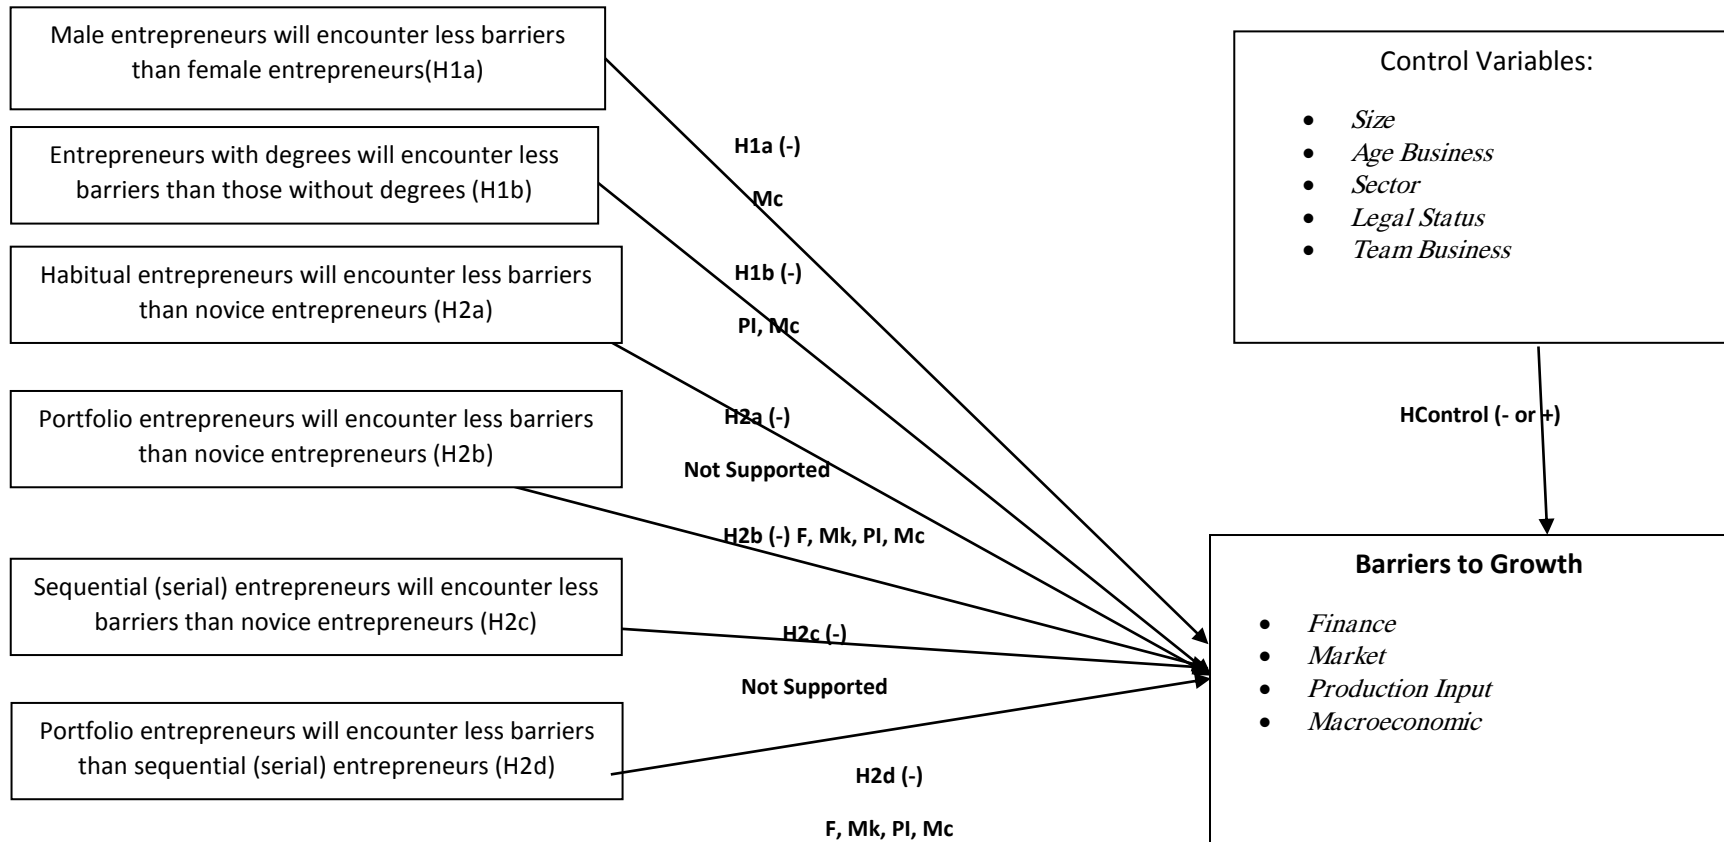 Male entrepreneurs will encounter less barriers
than female entrepreneurs(H1a)
Entrepreneurs with degrees will encounter less
barriers than those without degrees (H1b)
Habitual entrepreneurs will encounter less barriers
than novice entrepreneurs (H2a)
Portfolio entrepreneurs will encounter less barriers
than novice entrepreneurs (H2b)
Sequential (serial) entrepreneurs will encounter less
barriers than novice entrepreneurs (H2c)
Portfolio entrepreneurs will encounter less barriers
than sequential (serial) entrepreneurs (H2d)
H1a (-)
Mc
H1b (-)
PI, Mc
H2a (-)
Not Supported
H2b (-) F, Mk, PI, Mc
H2c (-)
Not Supported
H2d (-)
F, Mk, PI, Mc
Control Variables:
• Size
• Age Business
• Sector
• Legal Status
• Team Business
HControl (- or +)
Barriers to Growth
• Finance
• Market
• Production Input
• Macroeconomic